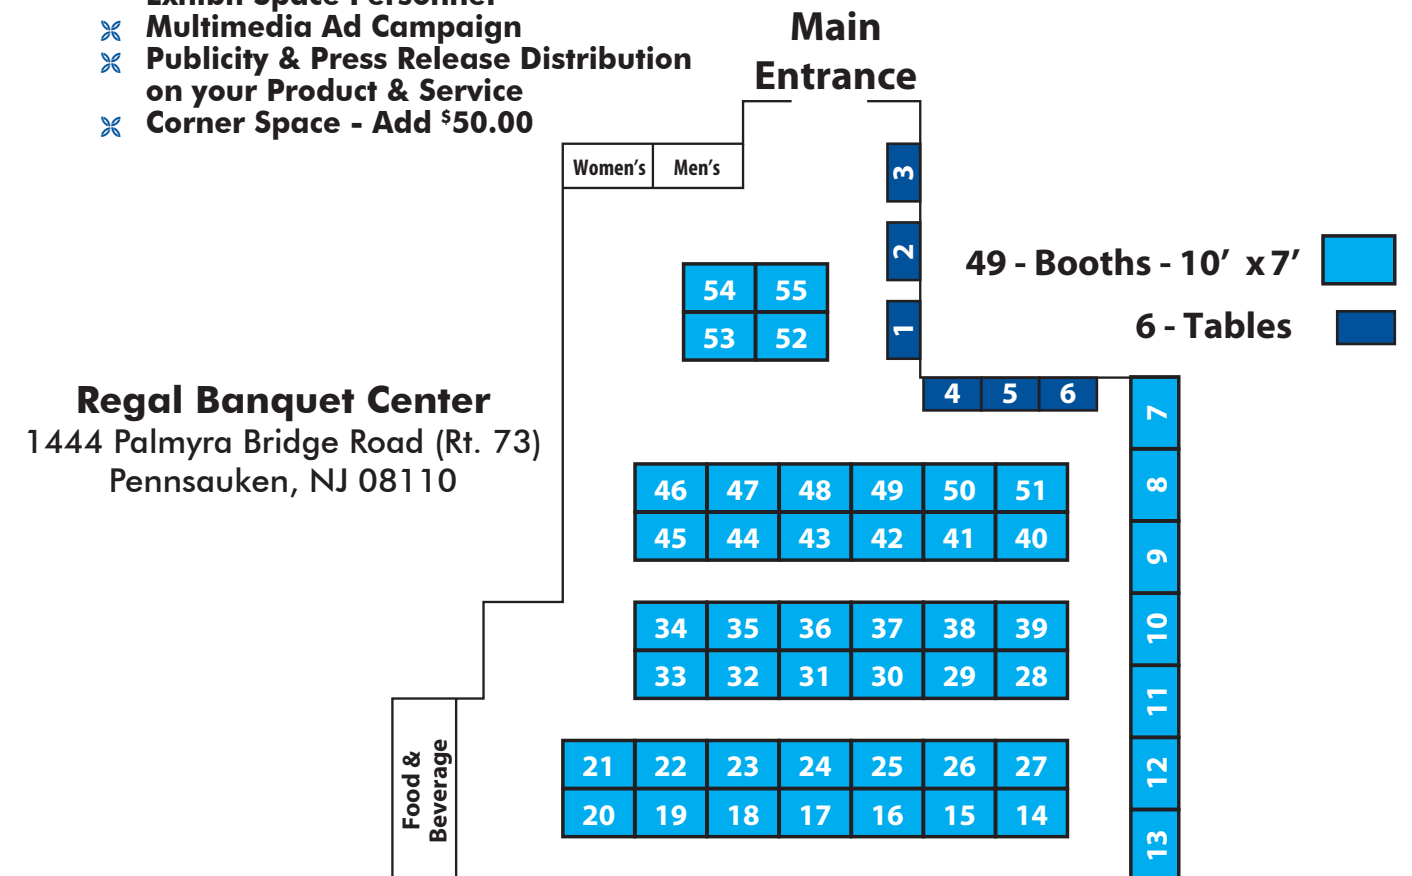 Exhibit Space Personnel
Multimedia Ad Campaign
Publicity & Press Release Distribution
on your Product & Service
Corner Space - Add $50.00
Main
Entrance
Women's Men's
3
2
1
49 - Booths - 10′ x 7′
6 - Tables
54 55
53 52
4 5 6
Regal Banquet Center
1444 Palmyra Bridge Road (Rt. 73)
Pennsauken, NJ 08110
7
8
9
10
11
12
13
46 47 48 49 50 51
45 44 43 42 41 40
34 35 36 37 38 39
33 32 31 30 29 28
Food &
Beverage
21 22 23 24 25 26 27
20 19 18 17 16 15 14